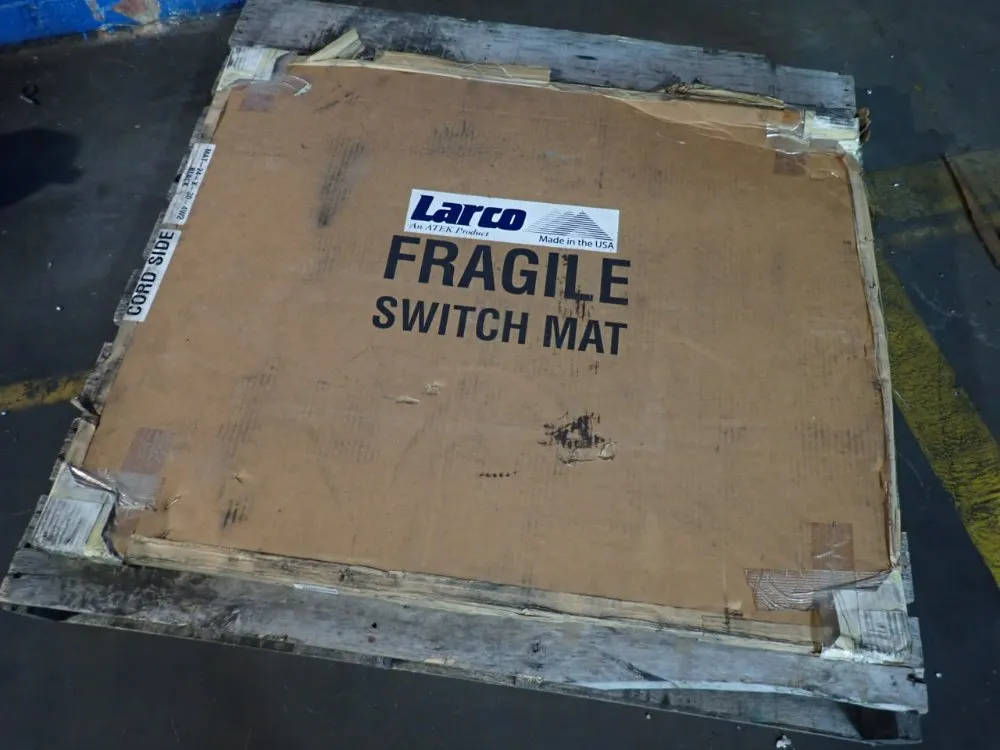 Larco
An ATEK Product
Made in the USA
FRAGILE
SWITCH MAT
CORD SIDE